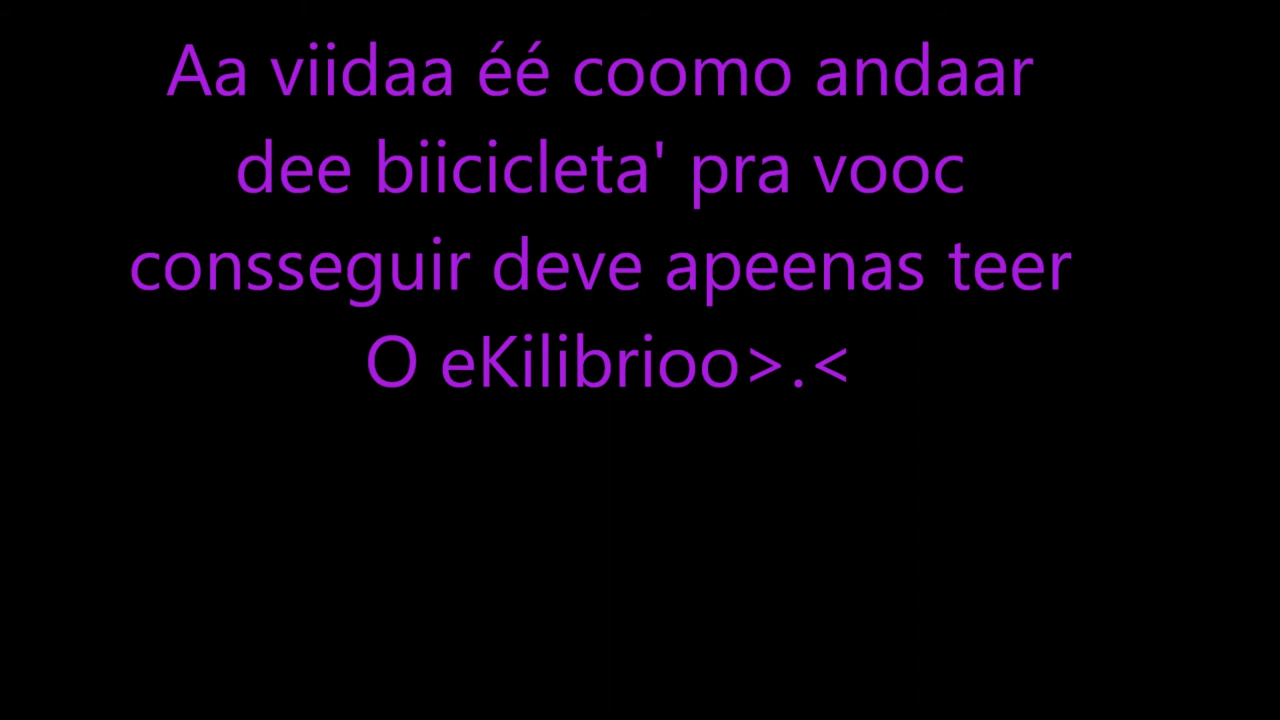 Aa viidaa éé coomo andaar
dee biicicleta' pra vooc
consseguir deve apeenas teer
O eKilibrioo>.<